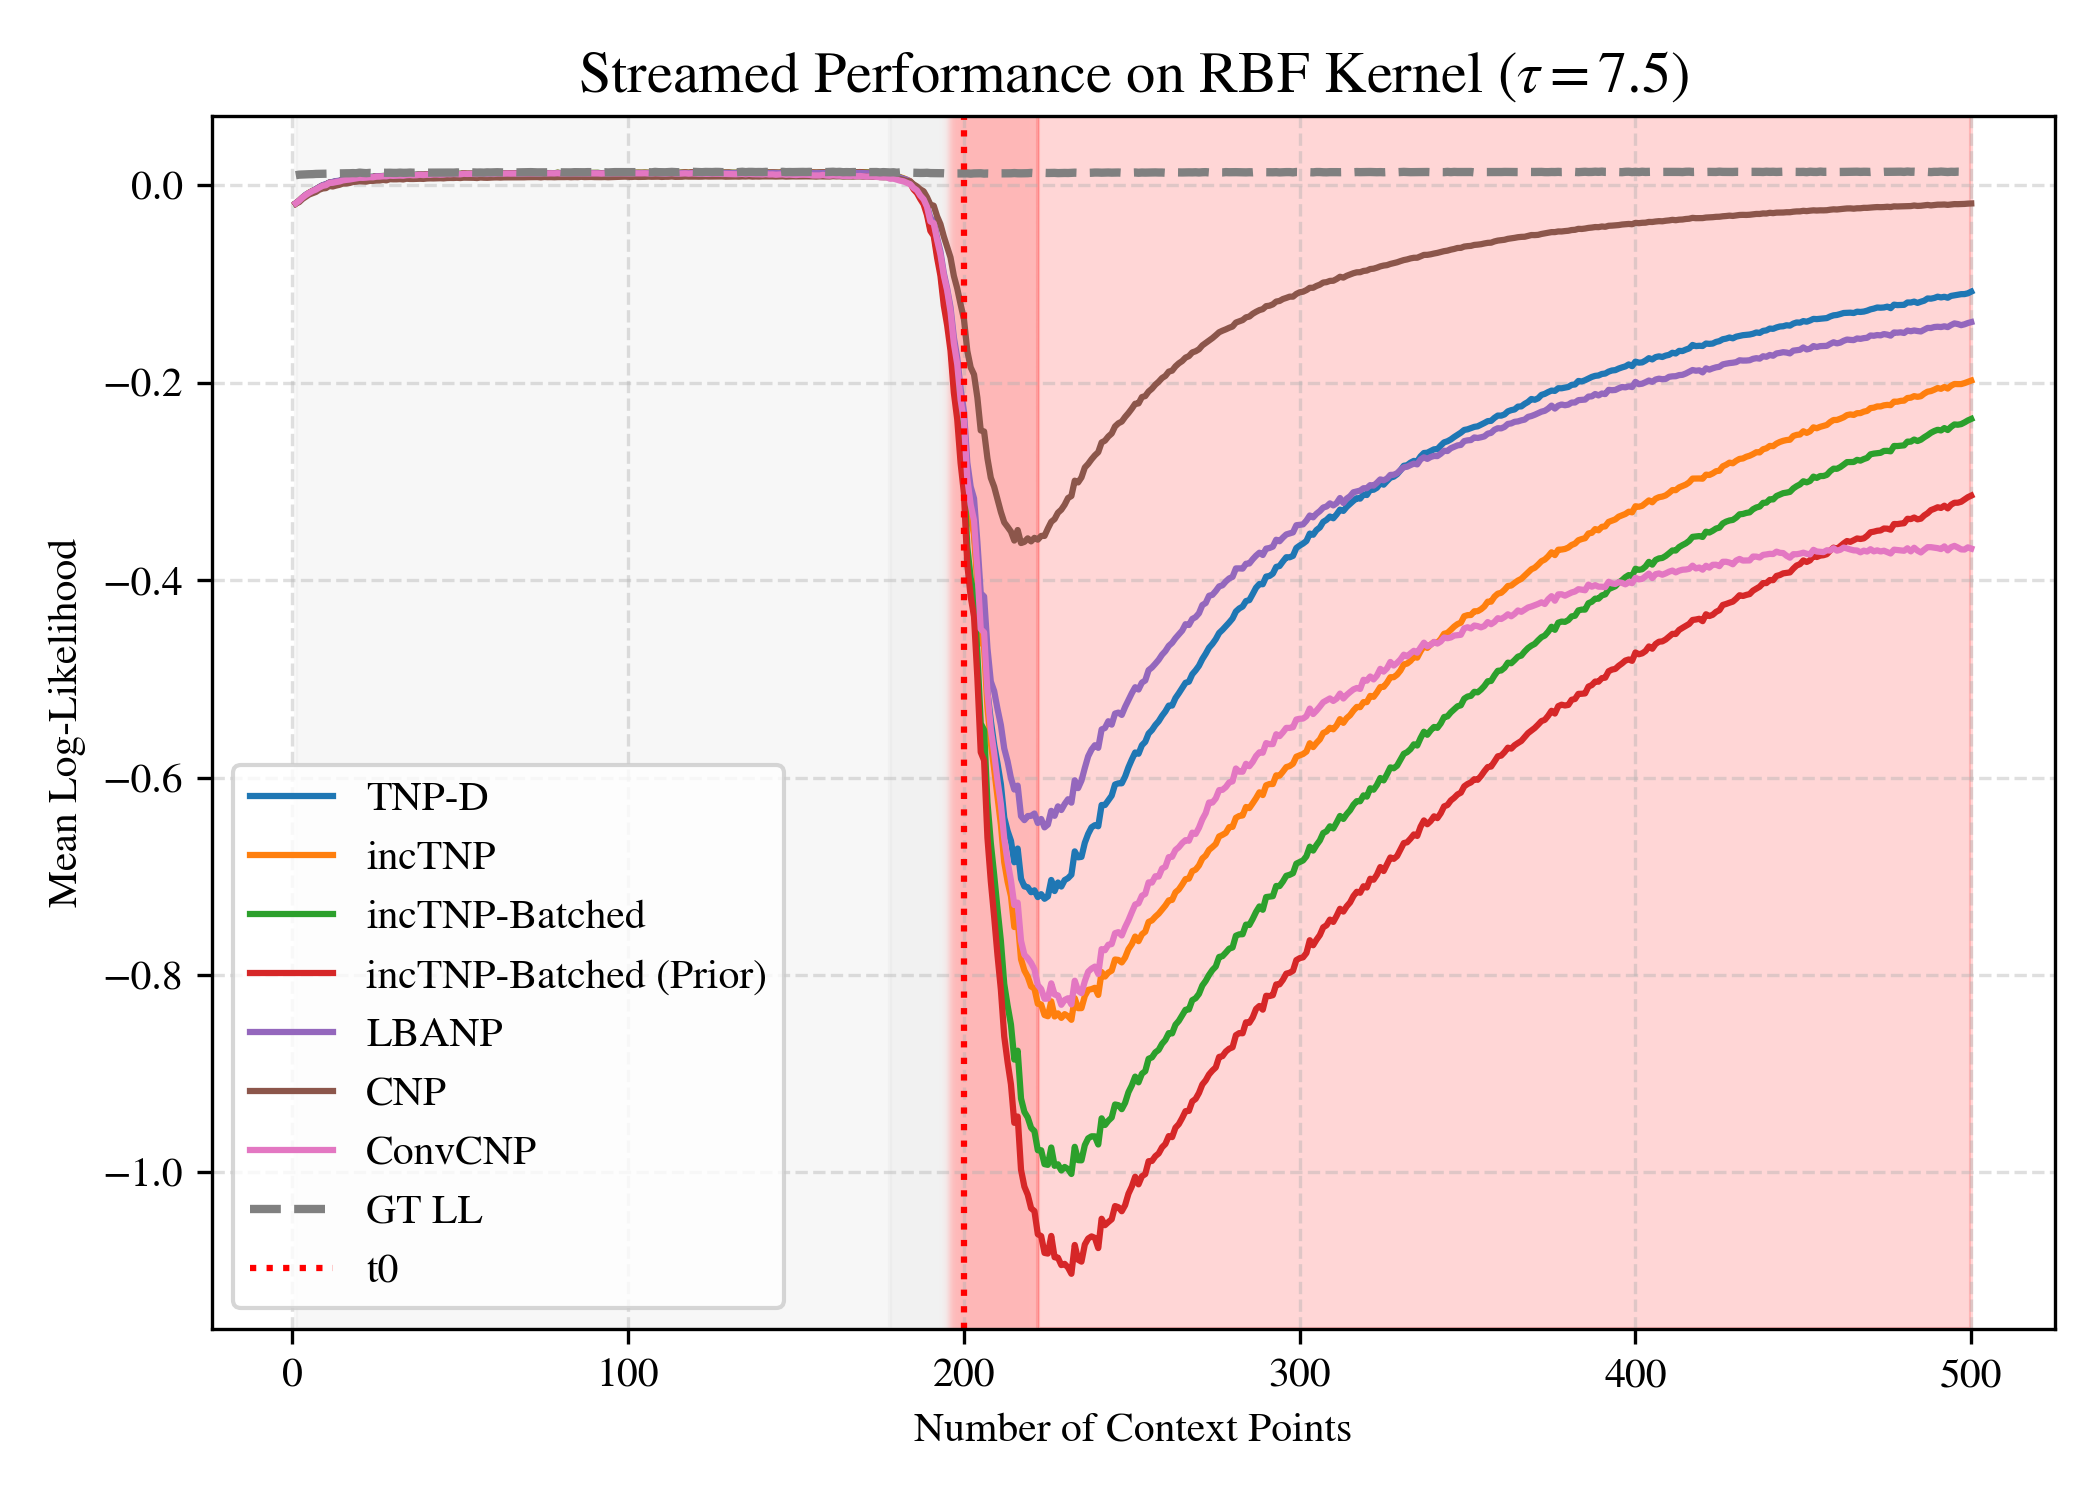 Streamed Performance on RBF Kernel (τ = 7.5)
Mean Log-Likelihood
0.0
−0.2
−0.4
−0.6
−0.8
−1.0
TNP-D
incTNP
incTNP-Batched
incTNP-Batched (Prior)
LBANP
CNP
ConvCNP
GT LL
t0
0 100 200 300 400 500
Number of Context Points